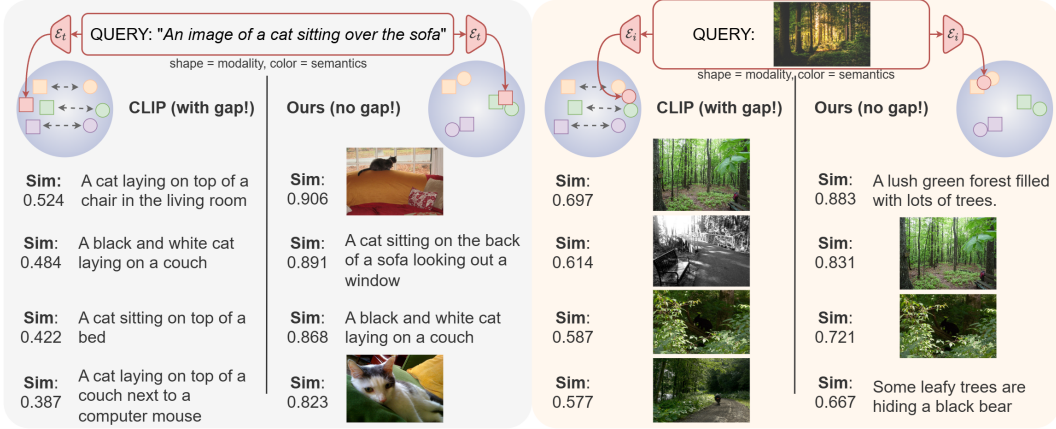 QUERY: "An image of a cat sitting over the sofa"
ℰt
ℰt
shape = modality, color = semantics
CLIP (with gap!)
Ours (no gap!)
Sim:
0.524
A cat laying on top of a
chair in the living room
Sim:
0.484
A black and white cat
laying on a couch
Sim:
0.422
A cat sitting on top of a
bed
Sim:
0.387
A cat laying on top of a
couch next to a
computer mouse
Sim:
0.906
Sim:
0.891
A cat sitting on the back
of a sofa looking out a
window
Sim:
0.868
A black and white cat
laying on a couch
Sim:
0.823
QUERY:
ℰi
ℰi
shape = modality, color = semantics
CLIP (with gap!)
Ours (no gap!)
Sim:
0.697
Sim:
0.614
Sim:
0.587
Sim:
0.577
Sim:
0.883
A lush green forest filled
with lots of trees.
Sim:
0.831
Sim:
0.721
Sim:
0.667
Some leafy trees are
hiding a black bear